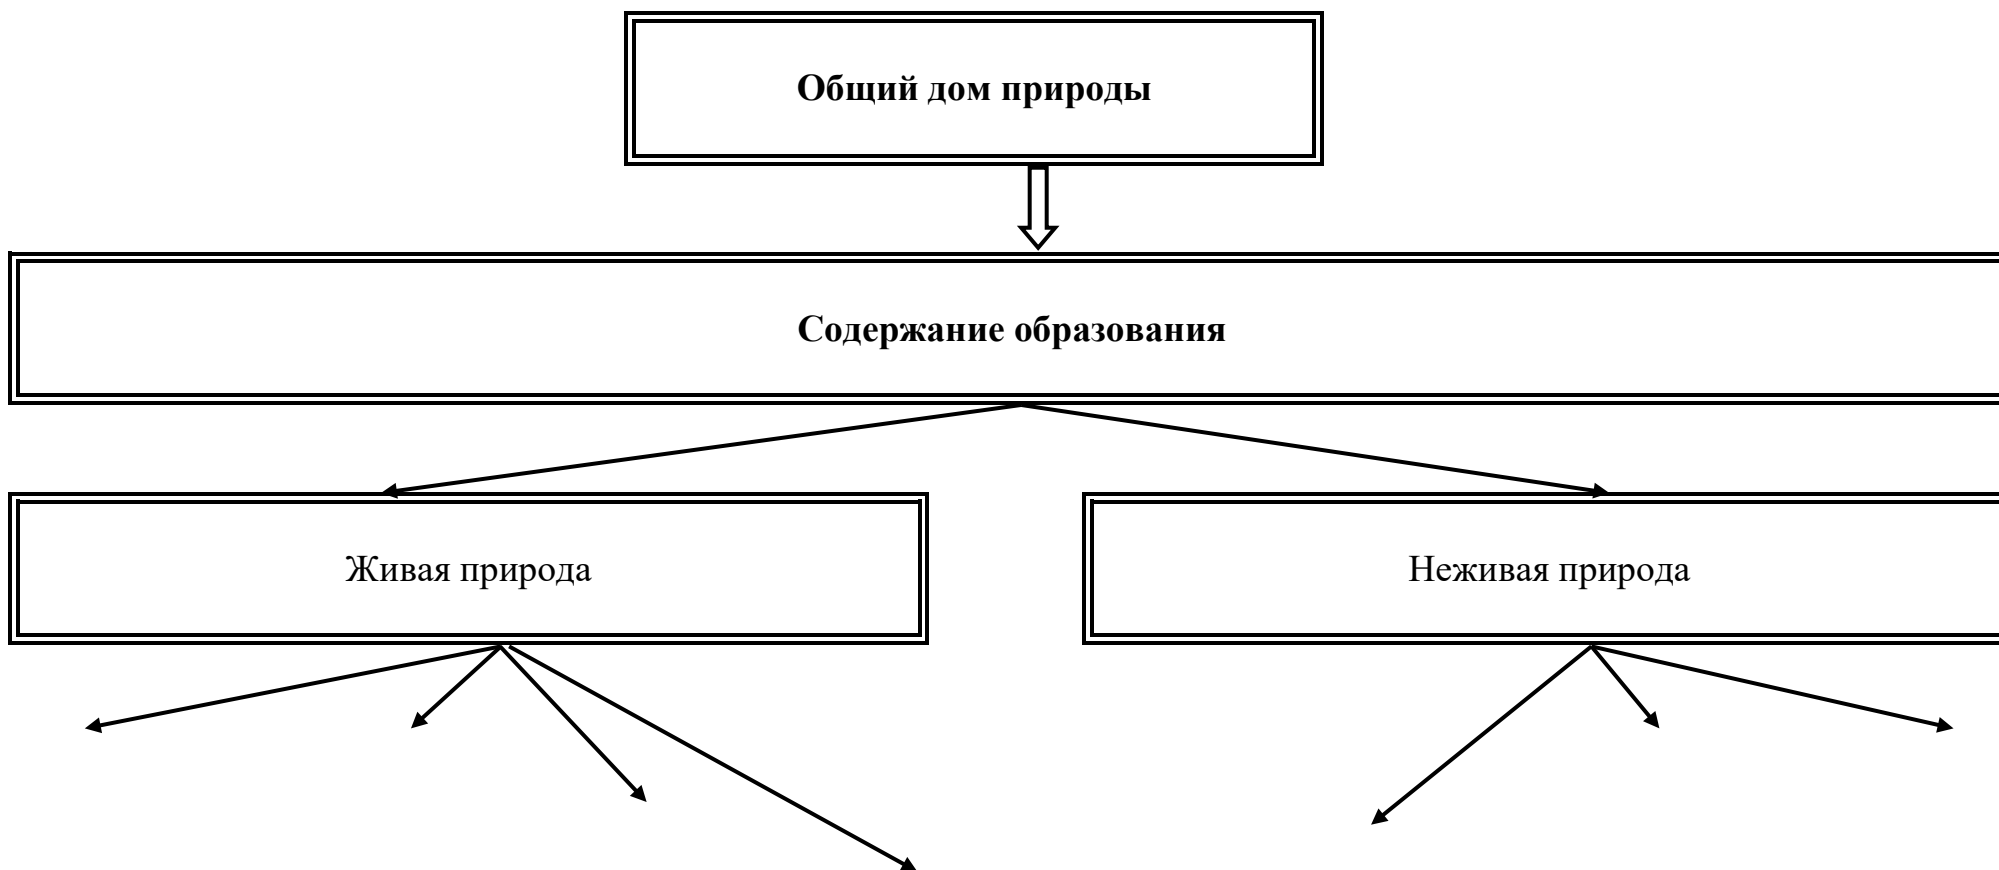 Общий дом природы
Содержание образования
Живая природа
Неживая природа